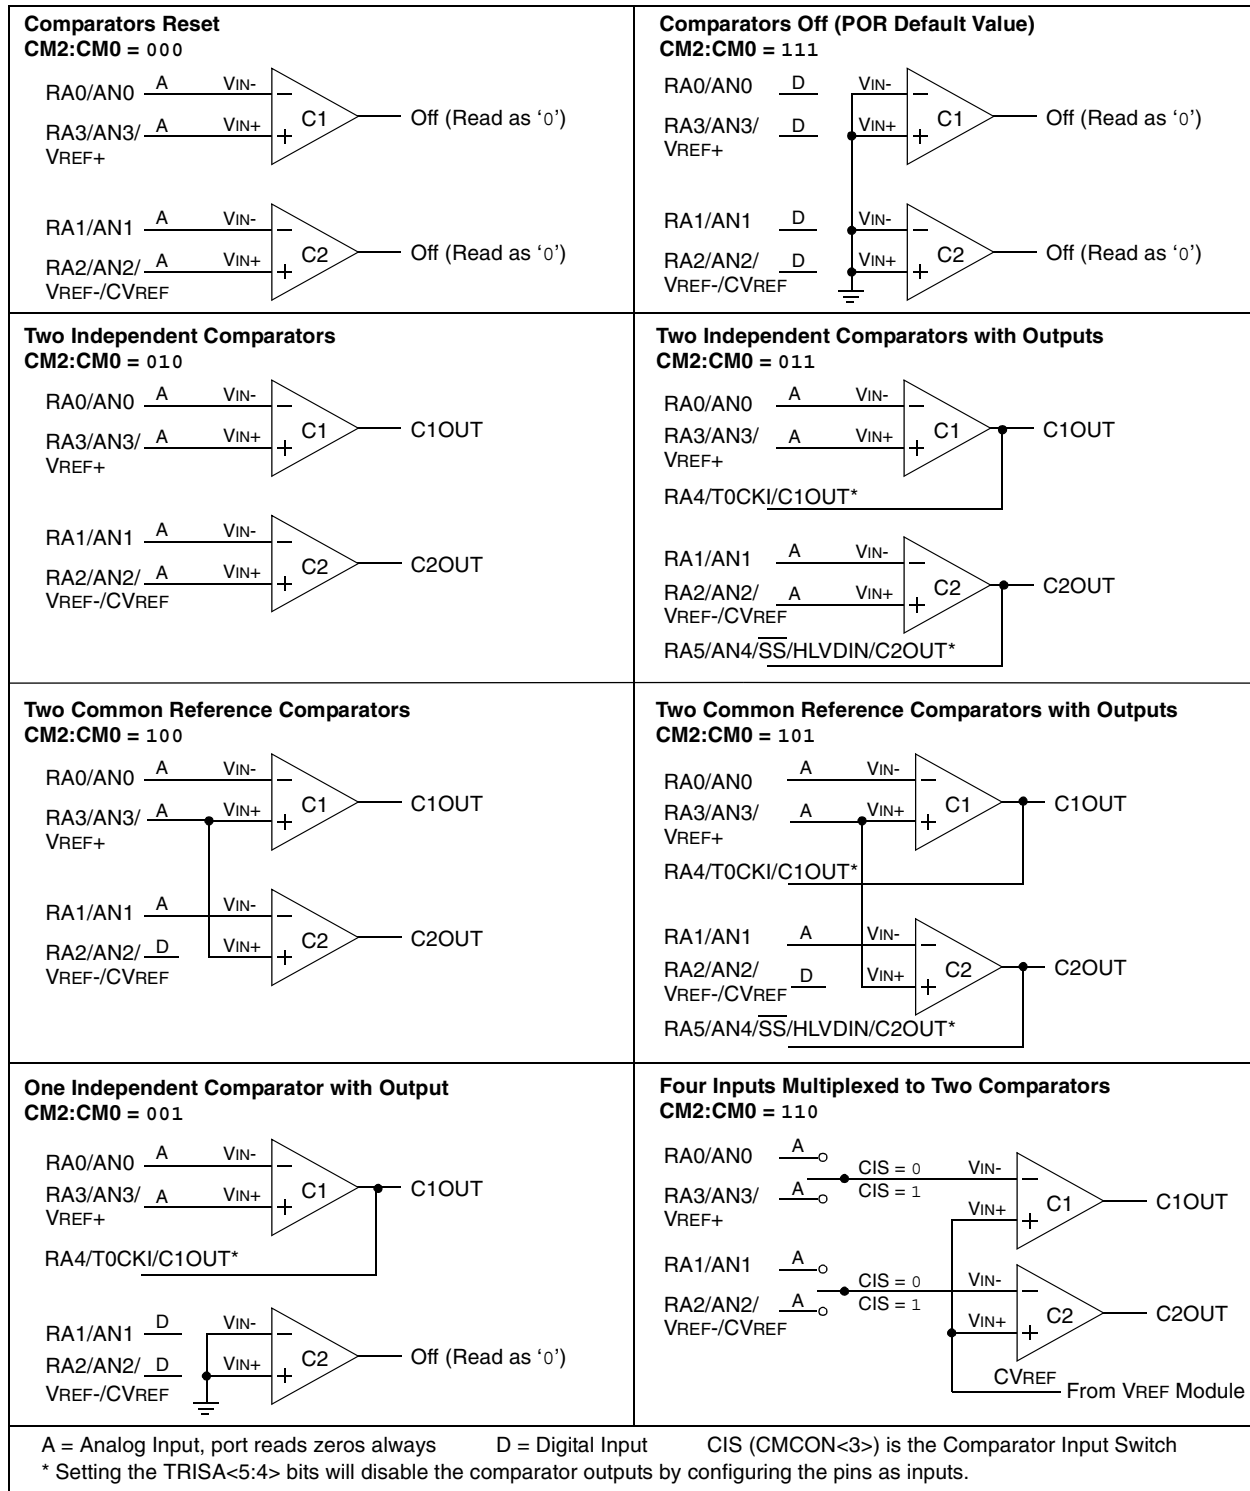 Comparators Reset
CM2:CM0 = 000
RA0/AN0 A VIN-
C1 Off (Read as ‘0’)
RA3/AN3/ A VIN+
VREF+
RA1/AN1 A VIN-
C2 Off (Read as ‘0’)
RA2/AN2/ A VIN+
VREF-/CVREF
Comparators Off (POR Default Value)
CM2:CM0 = 111
RA0/AN0 D VIN-
C1 Off (Read as ‘0’)
RA3/AN3/ D VIN+
VREF+
RA1/AN1 D VIN-
C2 Off (Read as ‘0’)
RA2/AN2/ D VIN+
VREF-/CVREF
Two Independent Comparators
CM2:CM0 = 010
RA0/AN0 A VIN-
C1 C1OUT
RA3/AN3/ A VIN+
VREF+
RA1/AN1 A VIN-
C2 C2OUT
RA2/AN2/ A VIN+
VREF-/CVREF
Two Independent Comparators with Outputs
CM2:CM0 = 011
RA0/AN0 A VIN-
C1 C1OUT
RA3/AN3/ A VIN+
VREF+
RA4/T0CKI/C1OUT*
RA1/AN1 A VIN-
C2 C2OUT
RA2/AN2/ A VIN+
VREF-/CVREF
RA5/AN4/SS/HLVDIN/C2OUT*
Two Common Reference Comparators
CM2:CM0 = 100
RA0/AN0 A VIN-
C1 C1OUT
RA3/AN3/ A VIN+
VREF+
RA1/AN1 A VIN-
C2 C2OUT
RA2/AN2/ D VIN+
VREF-/CVREF
Two Common Reference Comparators with Outputs
CM2:CM0 = 101
RA0/AN0 A VIN-
C1 C1OUT
RA3/AN3/ A VIN+
VREF+
RA4/T0CKI/C1OUT*
RA1/AN1 A VIN-
C2 C2OUT
RA2/AN2/ D VIN+
VREF-/CVREF
RA5/AN4/SS/HLVDIN/C2OUT*
One Independent Comparator with Output
CM2:CM0 = 001
RA0/AN0 A VIN-
C1 C1OUT
RA3/AN3/ A VIN+
VREF+
RA4/T0CKI/C1OUT*
RA1/AN1 D VIN-
C2 Off (Read as ‘0’)
RA2/AN2/ D VIN+
VREF-/CVREF
Four Inputs Multiplexed to Two Comparators
CM2:CM0 = 110
RA0/AN0 A
CIS = 0 VIN-
RA3/AN3/ A CIS = 1
C1 C1OUT
VREF+ VIN+
RA1/AN1 A
CIS = 0 VIN-
RA2/AN2/ A CIS = 1
C2 C2OUT
VREF-/CVREF VIN+
CVREF
From VREF Module
A = Analog Input, port reads zeros always D = Digital Input CIS (CMCON<3>) is the Comparator Input Switch
* Setting the TRISA<5:4> bits will disable the comparator outputs by configuring the pins as inputs.